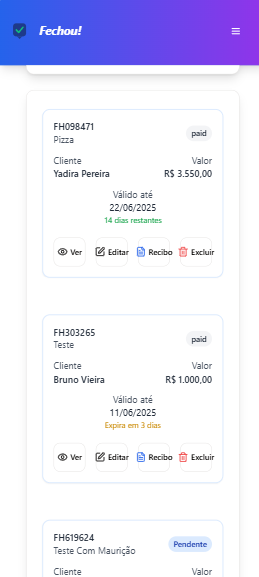 Fechou!
FH098471
paid
Pizza
Cliente Valor
Yadira Pereira R$ 3.550,00
Válido até
22/06/2025
14 dias restantes
Ver Editar Recibo Excluir
FH303265
paid
Teste
Cliente Valor
Bruno Vieira R$ 1.000,00
Válido até
11/06/2025
Expira em 3 dias
Ver Editar Recibo Excluir
FH619624
Pendente
Teste Com Maurição
Cliente Valor